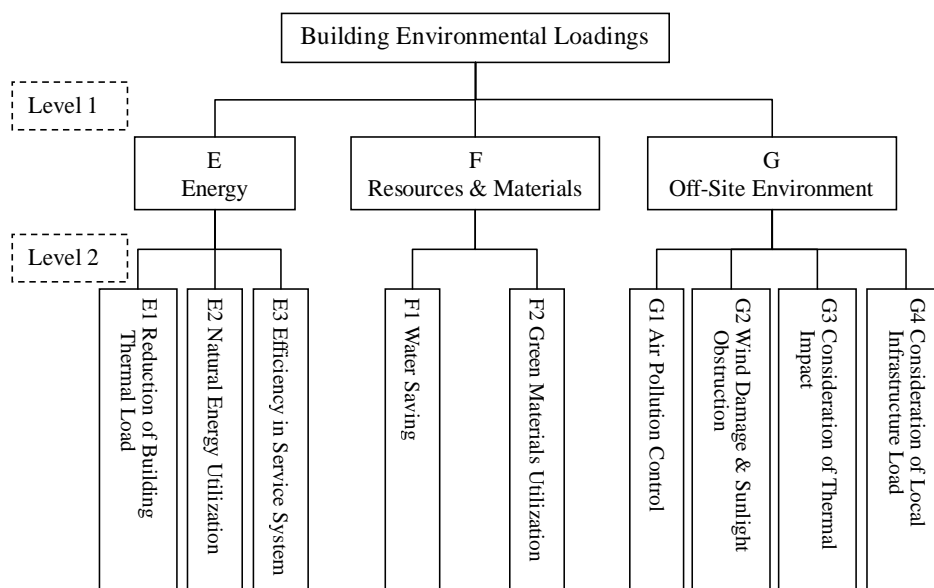 Building Environmental Loadings
Level 1
E
Energy
F
Resources & Materials
G
Off-Site Environment
Level 2
E1 Reduction of Building
Thermal Load
E2 Natural Energy Utilization
E3 Efficiency in Service System
F1 Water Saving
F2 Green Materials Utilization
G1 Air Pollution Control
G2 Wind Damage & Sunlight
Obstruction
G3 Consideration of Thermal
Impact
G4 Consideration of Local
Infrastructure Load